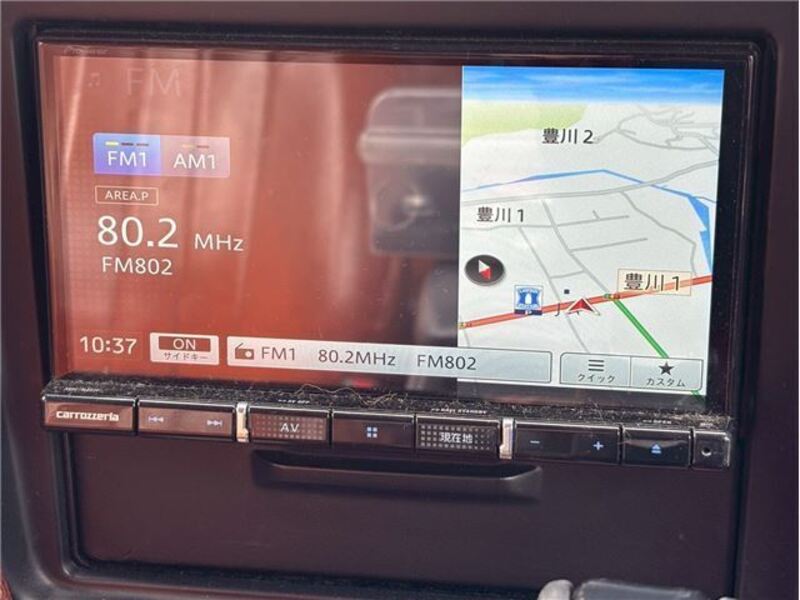 FM
FM1
AM1
AREA.P
80.2 MHz
FM802
豊川 2
豊川 1
豊川 1
P
10:37
ON
サイドキー
FM1 80.2MHz FM802
クイック
カスタム
carrozzeria
AV
現在地